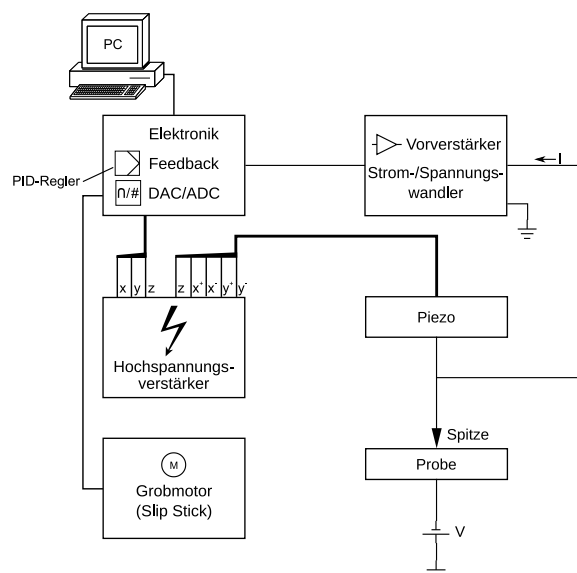 PC
Elektronik
Feedback
DAC/ADC
PID-Regler
∩/#
Vorverstärker
Strom-/Spannungs-
wandler
I
x y z
z x⁺ x⁻ y⁺ y⁻
Hochspannungs-
verstärker
Piezo
Spitze
Probe
V
M
Grobmotor
(Slip Stick)